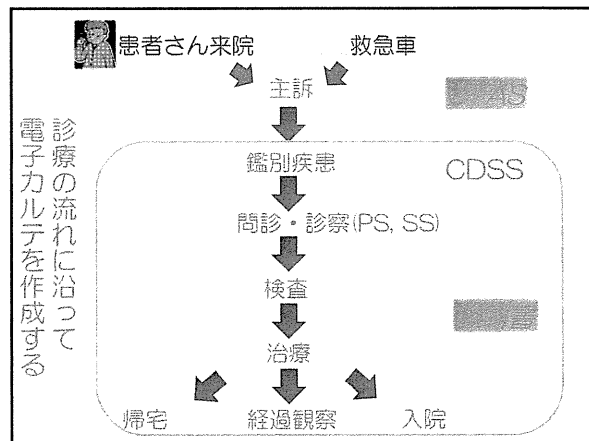 患者さん来院
救急車
主訴
鑑別疾患
CDSS
問診・診察(PS, SS)
検査
治療
帰宅
経過観察
入院
診療の流れに沿って
電子カルテを作成する